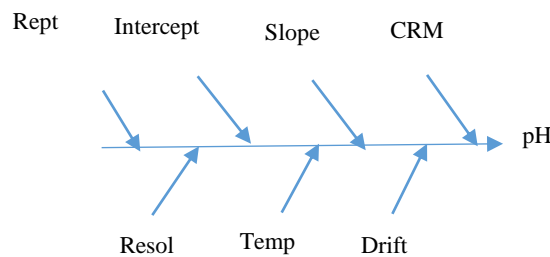 Rept
Intercept
Slope
CRM
pH
Resol
Temp
Drift